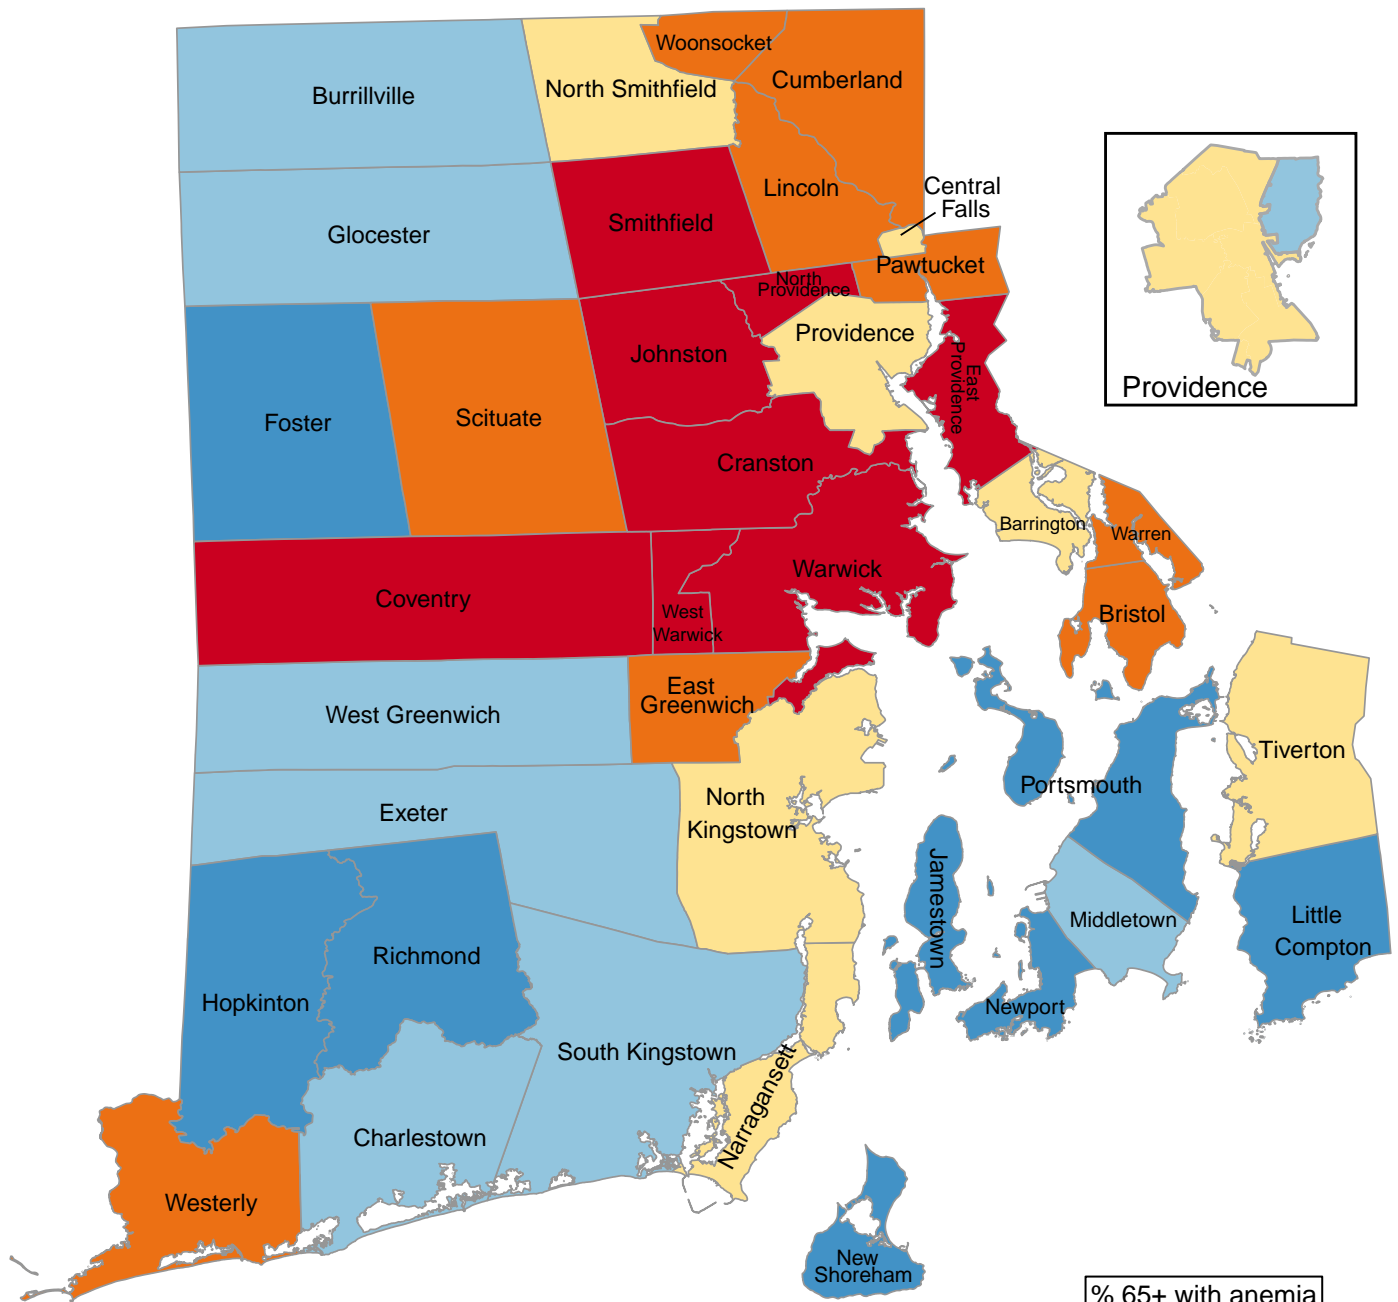 Woonsocket
Cumberland
North Smithfield
Burrillville
Lincoln
Central
Falls
Smithfield
Glocester
Pawtucket
North
Providence
Providence
Johnston
East
Providence
Providence
Foster
Scituate
Cranston
Barrington
Warren
Warwick
Coventry
West
Warwick
Bristol
East
Greenwich
West Greenwich
Tiverton
Portsmouth
North
Kingstown
Exeter
Jamestown
Middletown
Little
Compton
Richmond
Hopkinton
Newport
South Kingstown
Narragansett
Charlestown
Westerly
New
Shoreham
% 65+ with anemia